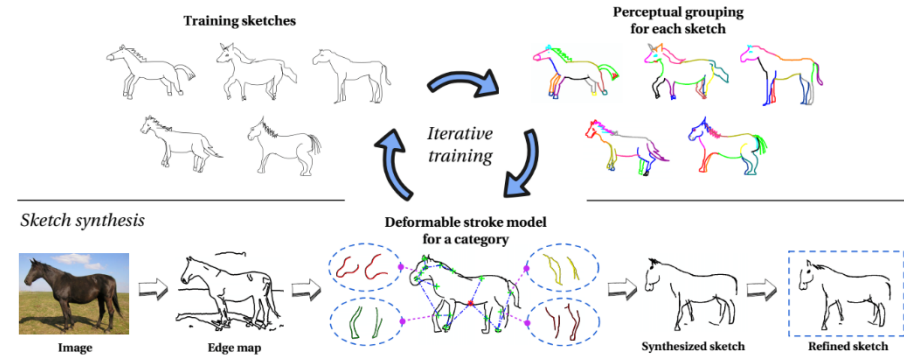 Training sketches
Perceptual grouping
for each sketch
Iterative
training
Sketch synthesis
Deformable stroke model
for a category
Image
Edge map
Synthesized sketch
Refined sketch